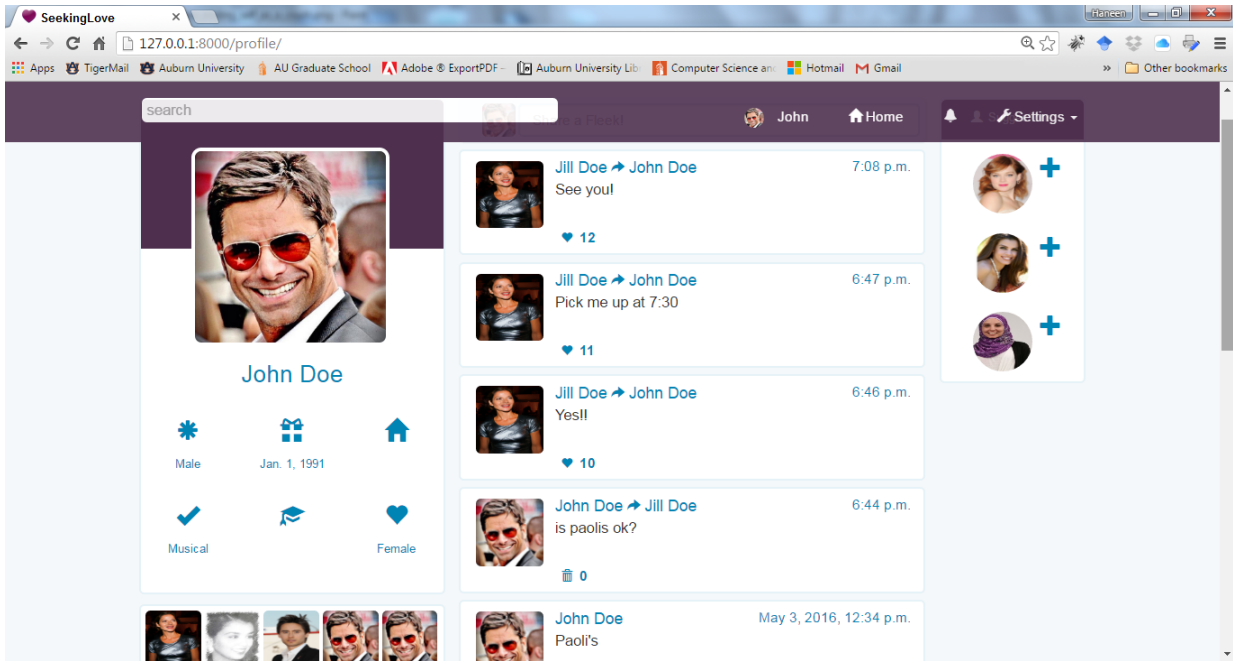 SeekingLove
Haneen
127.0.0.1:8000/profile/
Apps TigerMail Auburn University AU Graduate School Adobe ® ExportPDF – Auburn University Lib Computer Science and Hotmail Gmail » Other bookmarks
search
John Home Settings
John Doe
Male Jan. 1, 1991
Musical Female
Jill Doe John Doe 7:08 p.m.
See you!
12
Jill Doe John Doe 6:47 p.m.
Pick me up at 7:30
11
Jill Doe John Doe 6:46 p.m.
Yes!!
10
John Doe Jill Doe 6:44 p.m.
is paolis ok?
0
John Doe May 3, 2016, 12:34 p.m.
Paoli's